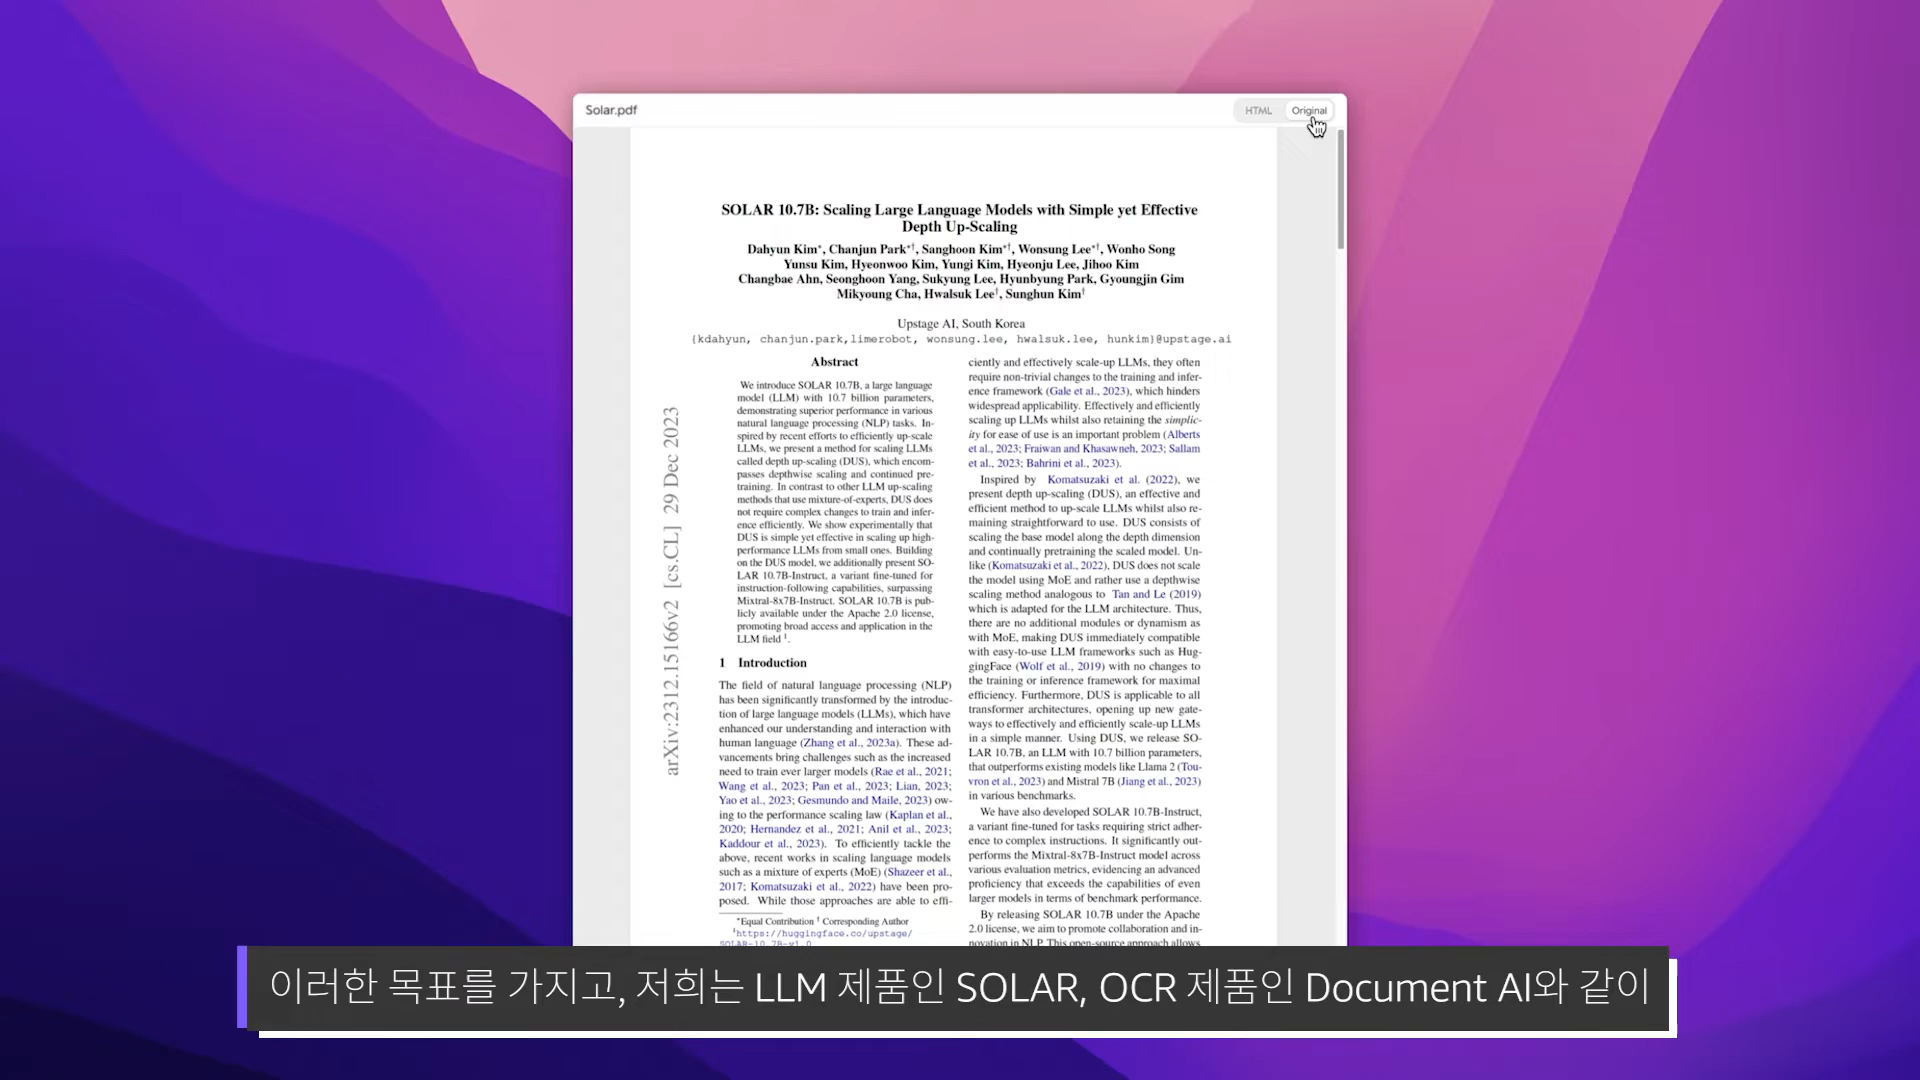 Solar.pdf
HTML
Original
SOLAR 10.7B: Scaling Large Language Models with Simple yet Effective
Depth Up-Scaling
Dahyun Kim*, Chanjun Park*†, Sanghoon Kim*†, Wonsung Lee*†, Wonho Song
Yunsu Kim, Hyeonwoo Kim, Yungi Kim, Hyeonju Lee, Jihoo Kim
Changbae Ahn, Seonghoon Yang, Sukyung Lee, Hyunbyung Park, Gyoungjin Gim
Mikyoung Cha, Hwalsuk Lee†, Sunghun Kim†
Upstage AI, South Korea
{kdahyun, chanjun.park,limerobot, wonsung.lee, hwalsuk.lee, hunkim}@upstage.ai
arXiv:2312.15166v2 [cs.CL] 29 Dec 2023
Abstract
We introduce SOLAR 10.7B, a large language
model (LLM) with 10.7 billion parameters,
demonstrating superior performance in various
natural language processing (NLP) tasks. In-
spired by recent efforts to efficiently up-scale
LLMs, we present a method for scaling LLMs
called depth up-scaling (DUS), which encom-
passes depthwise scaling and continued pre-
training. In contrast to other LLM up-scaling
methods that use mixture-of-experts, DUS does
not require complex changes to train and infer-
ence efficiently. We show experimentally that
DUS is simple yet effective in scaling up high-
performance LLMs from small ones. Building
on the DUS model, we additionally present SO-
LAR 10.7B-Instruct, a variant fine-tuned for
instruction-following capabilities, surpassing
Mixtral-8x7B-Instruct. SOLAR 10.7B is pub-
licly available under the Apache 2.0 license,
promoting broad access and application in the
LLM field 1.
1 Introduction
The field of natural language processing (NLP)
has been significantly transformed by the introduc-
tion of large language models (LLMs), which have
enhanced our understanding and interaction with
human language (Zhang et al., 2023a). These ad-
vancements bring challenges such as the increased
need to train ever larger models (Rae et al., 2021;
Wang et al., 2023; Pan et al., 2023; Lian, 2023;
Yao et al., 2023; Gesmundo and Maile, 2023) ow-
ing to the performance scaling law (Kaplan et al.,
2020; Hernandez et al., 2021; Anil et al., 2023;
Kaddour et al., 2023). To efficiently tackle the
above, recent works in scaling language models
such as a mixture of experts (MoE) (Shazeer et al.,
2017; Komatsuzaki et al., 2022) have been pro-
posed. While those approaches are able to effi-
*Equal Contribution † Corresponding Author
1https://huggingface.co/upstage/
SOLAR-10.7B-v1.0
ciently and effectively scale-up LLMs, they often
require non-trivial changes to the training and infer-
ence framework (Gale et al., 2023), which hinders
widespread applicability. Effectively and efficiently
scaling up LLMs whilst also retaining the simplic-
ity for ease of use is an important problem (Alberts
et al., 2023; Fraiwan and Khasawneh, 2023; Sallam
et al., 2023; Bahrini et al., 2023).
Inspired by Komatsuzaki et al. (2022), we
present depth up-scaling (DUS), an effective and
efficient method to up-scale LLMs whilst also re-
maining straightforward to use. DUS consists of
scaling the base model along the depth dimension
and continually pretraining the scaled model. Un-
like (Komatsuzaki et al., 2022), DUS does not scale
the model using MoE and rather use a depthwise
scaling method analogous to Tan and Le (2019)
which is adapted for the LLM architecture. Thus,
there are no additional modules or dynamism as
with MoE, making DUS immediately compatible
with easy-to-use LLM frameworks such as Hug-
gingFace (Wolf et al., 2019) with no changes to
the training or inference framework for maximal
efficiency. Furthermore, DUS is applicable to all
transformer architectures, opening up new gate-
ways to effectively and efficiently scale-up LLMs
in a simple manner. Using DUS, we release SO-
LAR 10.7B, an LLM with 10.7 billion parameters,
that outperforms existing models like Llama 2 (Tou-
vron et al., 2023) and Mistral 7B (Jiang et al., 2023)
in various benchmarks.
We have also developed SOLAR 10.7B-Instruct,
a variant fine-tuned for tasks requiring strict adher-
ence to complex instructions. It significantly out-
performs the Mixtral-8x7B-Instruct model across
various evaluation metrics, evidencing an advanced
proficiency that exceeds the capabilities of even
larger models in terms of benchmark performance.
By releasing SOLAR 10.7B under the Apache
2.0 license, we aim to promote collaboration and in-
novation in NLP. This open-source approach allows
이러한 목표를 가지고, 저희는 LLM 제품인 SOLAR, OCR 제품인 Document AI와 같이